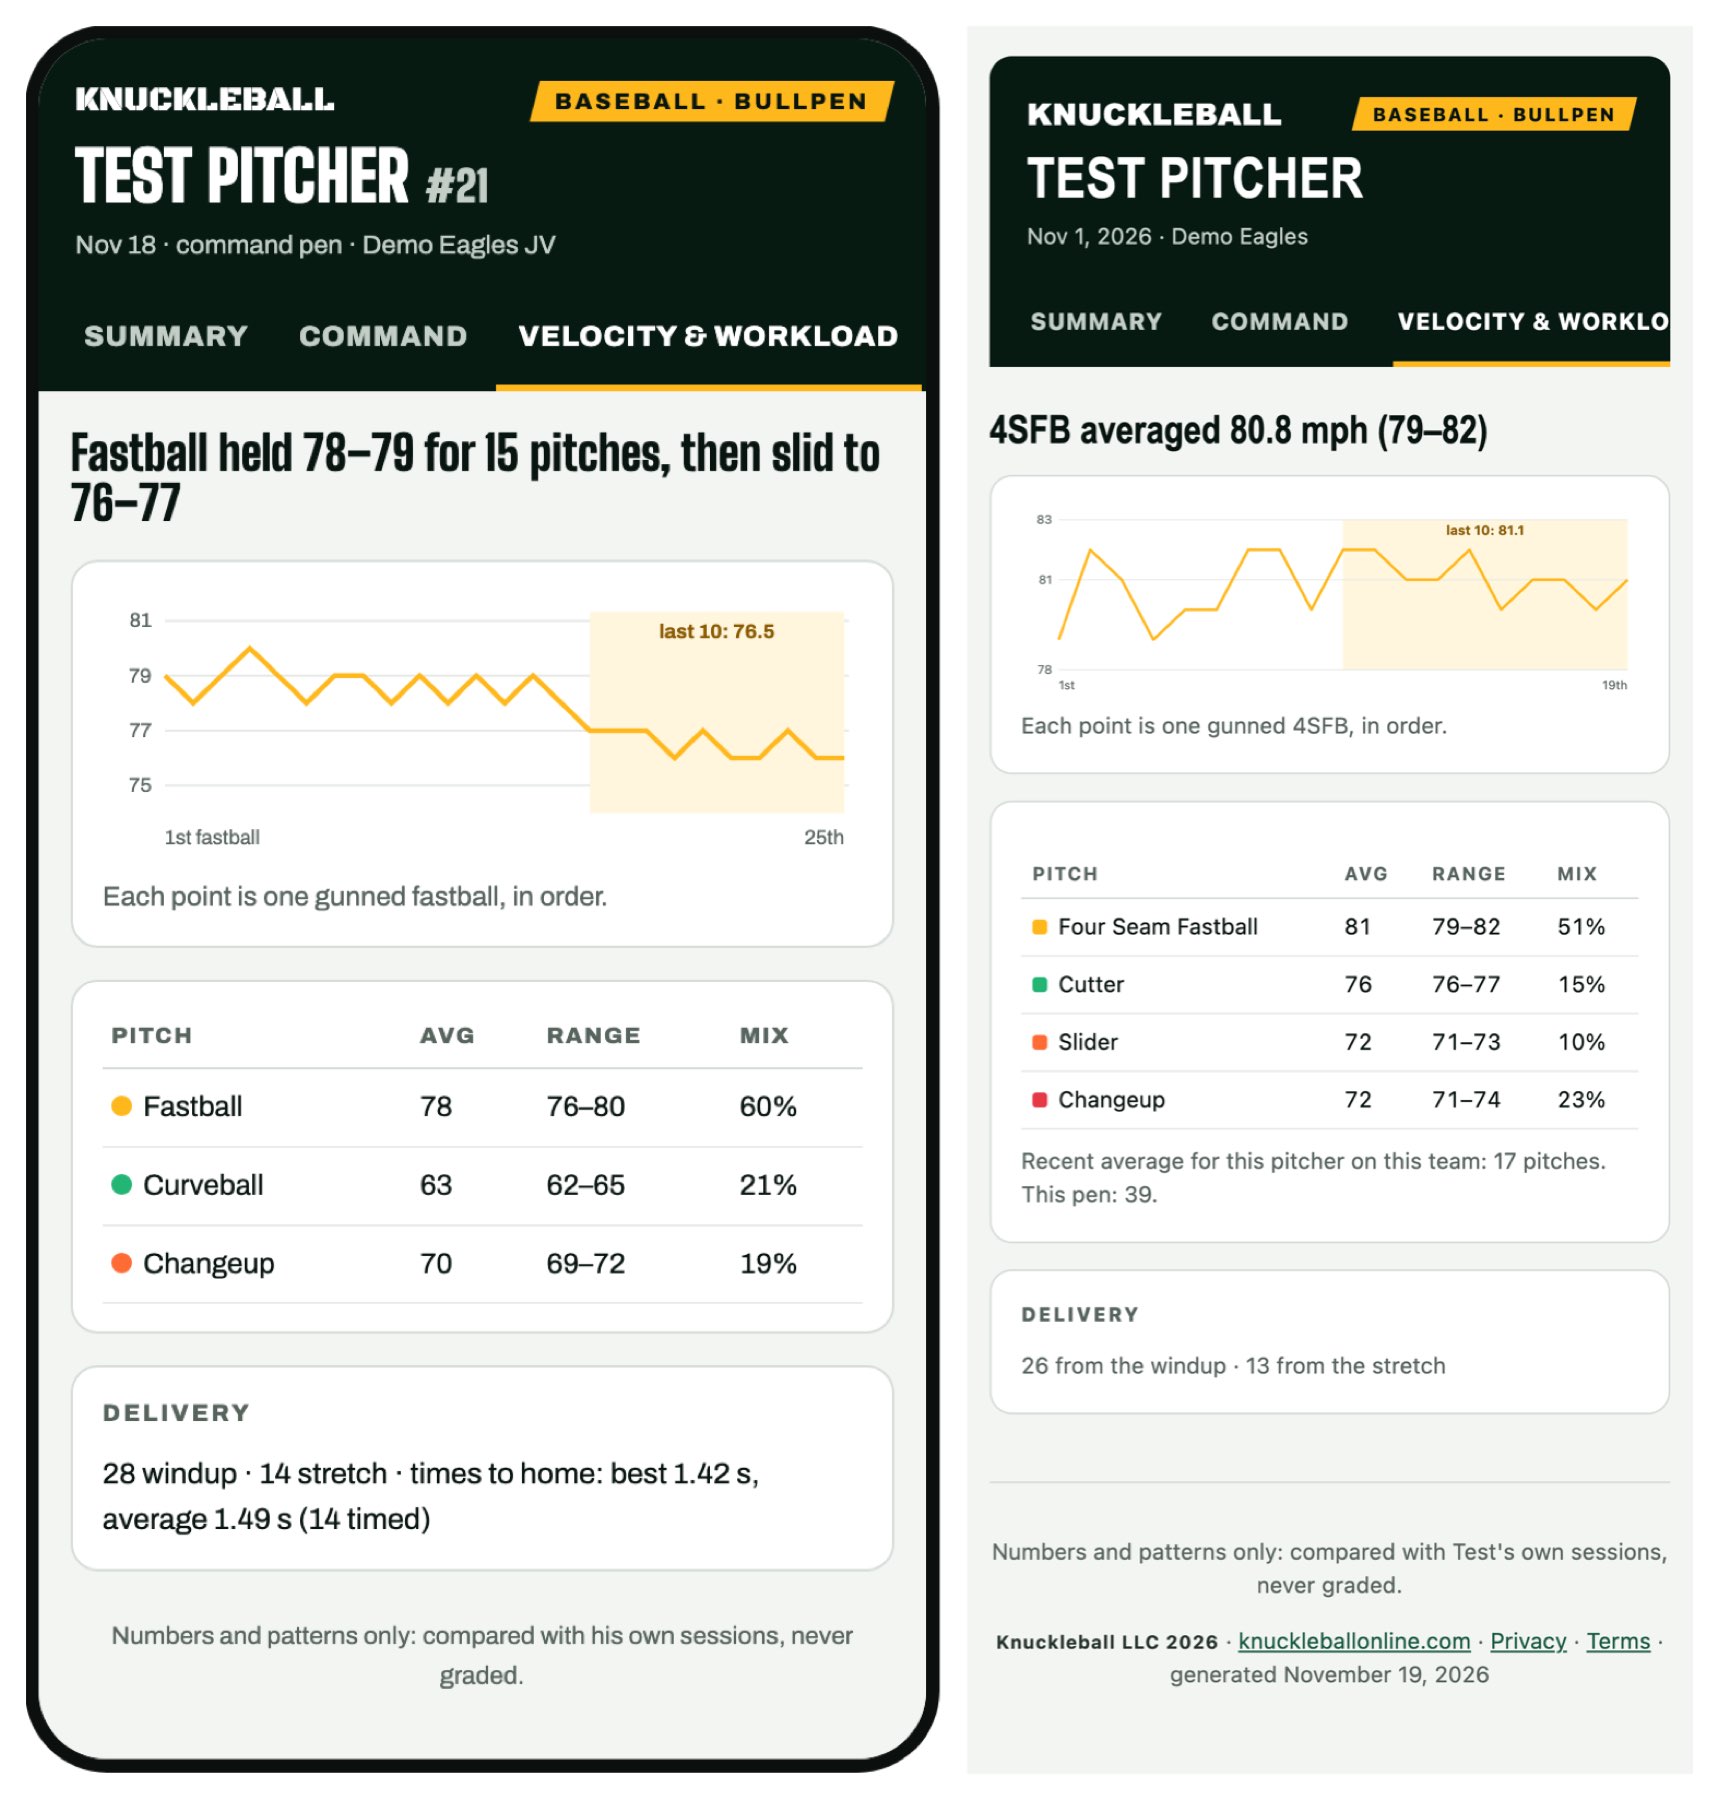 KNUCKLEBALL
BASEBALL · BULLPEN
TEST PITCHER #21
Nov 18 · command pen · Demo Eagles JV
SUMMARY COMMAND VELOCITY & WORKLOAD
Fastball held 78–79 for 15 pitches, then slid to
76–77
81
last 10: 76.5
79
77
75
1st fastball 25th
Each point is one gunned fastball, in order.
PITCH AVG RANGE MIX
Fastball 78 76–80 60%
Curveball 63 62–65 21%
Changeup 70 69–72 19%
DELIVERY
28 windup · 14 stretch · times to home: best 1.42 s,
average 1.49 s (14 timed)
Numbers and patterns only: compared with his own sessions, never
graded.
KNUCKLEBALL
BASEBALL · BULLPEN
TEST PITCHER
Nov 1, 2026 · Demo Eagles
SUMMARY COMMAND VELOCITY & WORKLO
4SFB averaged 80.8 mph (79–82)
83
last 10: 81.1
81
78
1st 19th
Each point is one gunned 4SFB, in order.
PITCH AVG RANGE MIX
Four Seam Fastball 81 79–82 51%
Cutter 76 76–77 15%
Slider 72 71–73 10%
Changeup 72 71–74 23%
Recent average for this pitcher on this team: 17 pitches.
This pen: 39.
DELIVERY
26 from the windup · 13 from the stretch
Numbers and patterns only: compared with Test's own sessions,
never graded.
Knuckleball LLC 2026 · knuckleballonline.com · Privacy · Terms ·
generated November 19, 2026